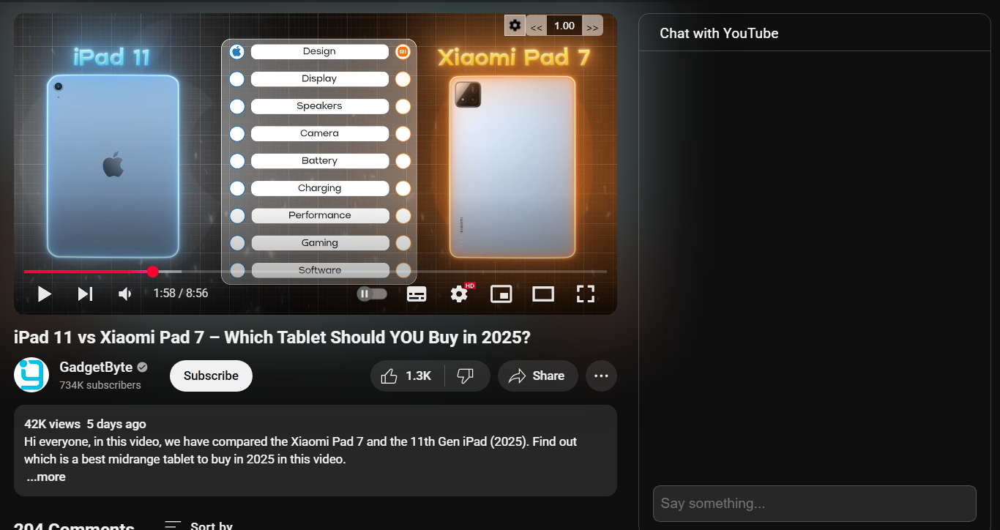 << 1.00 >>
Chat with YouTube
iPad 11
Xiaomi Pad 7
Design
Display
Speakers
Camera
Battery
Charging
Performance
Gaming
Software
xiaomi
HD
1:58 / 8:56
iPad 11 vs Xiaomi Pad 7 – Which Tablet Should YOU Buy in 2025?
GadgetByte
734K subscribers
Subscribe
1.3K
Share
42K views 5 days ago
Hi everyone, in this video, we have compared the Xiaomi Pad 7 and the 11th Gen iPad (2025). Find out
which is a best midrange tablet to buy in 2025 in this video.
...more
Say something...
204 Comments
Sort by